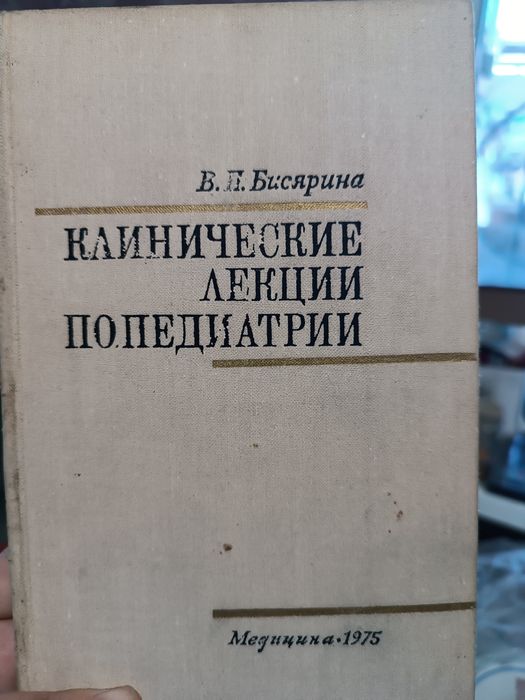 В. П. Бисярина
КЛИНИЧЕСКИЕ
ЛЕКЦИИ
ПО ПЕДИАТРИИ
Медицина · 1975